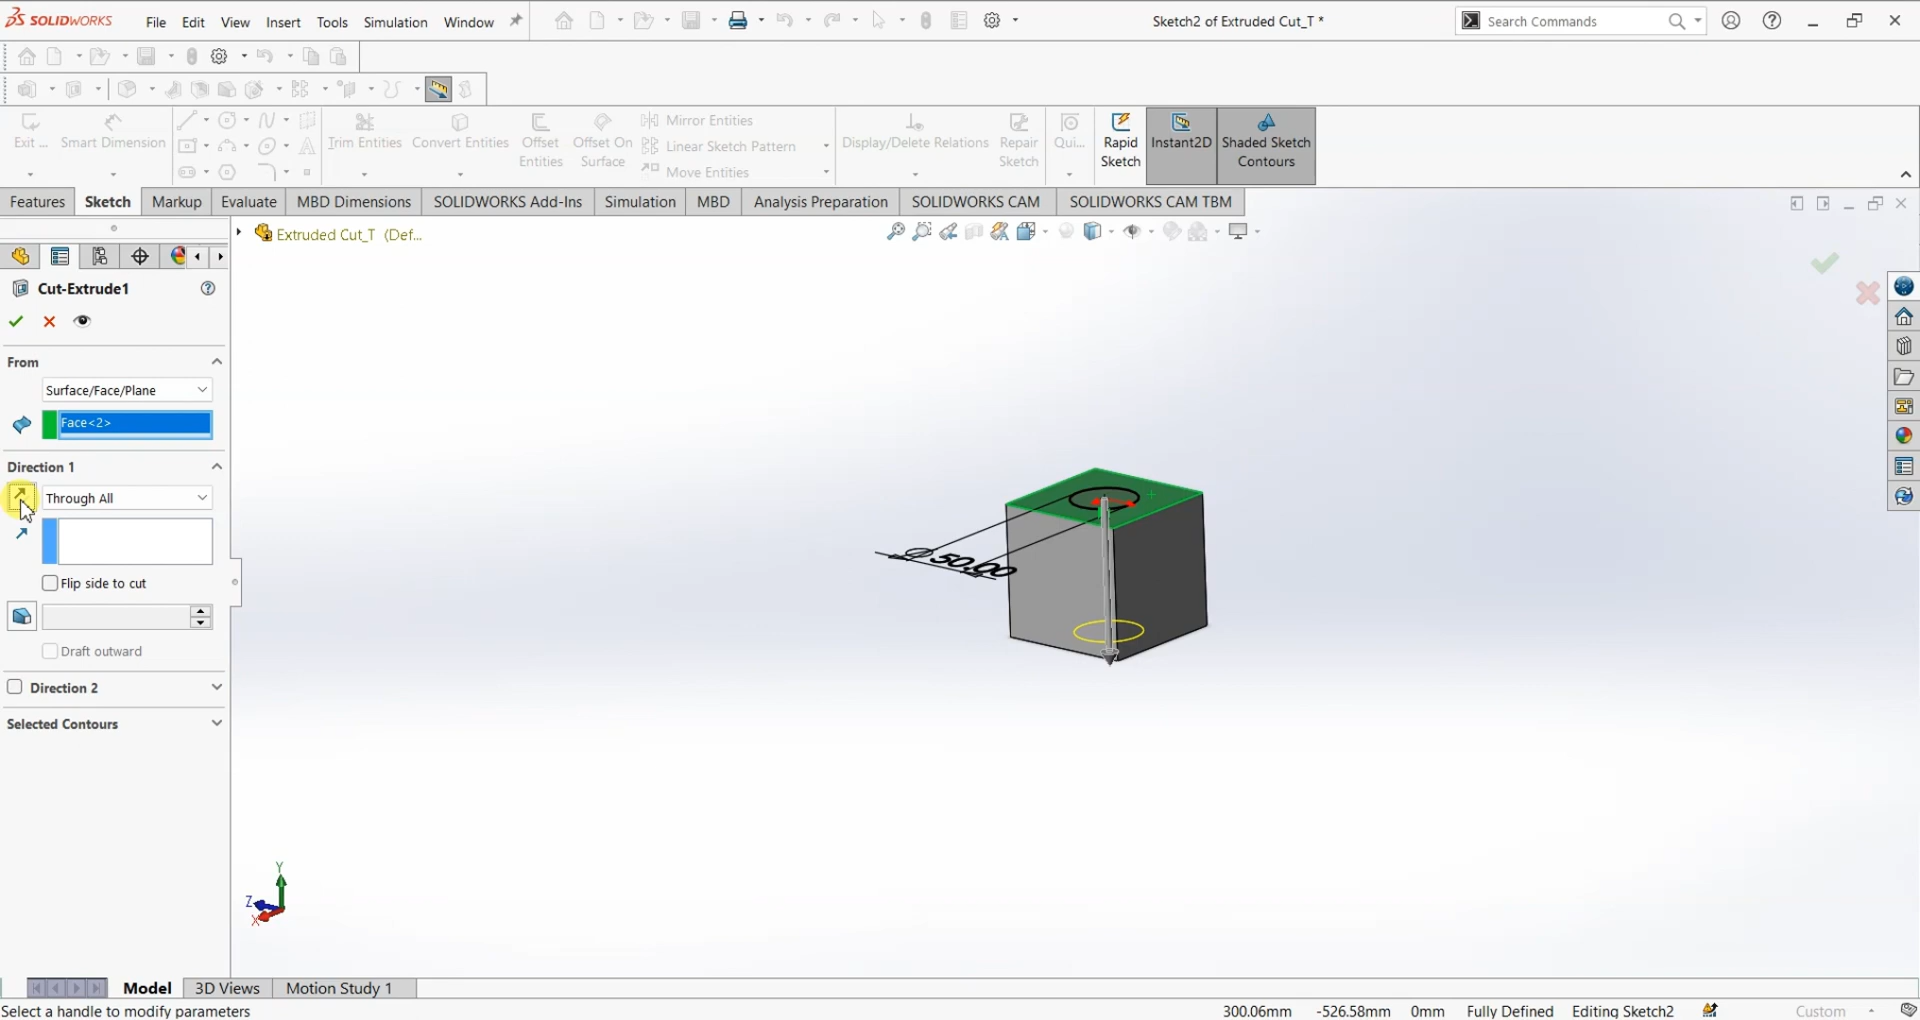 SOLIDWORKS File Edit View Insert Tools Simulation Window Sketch2 of Extruded Cut_T * Search Commands
Exit ... Smart Dimension Trim Entities Convert Entities Offset Entities Offset On Surface Mirror Entities Linear Sketch Pattern Move Entities Display/Delete Relations Repair Sketch Qui... Rapid Sketch Instant2D Shaded Sketch Contours
Features Sketch Markup Evaluate MBD Dimensions SOLIDWORKS Add-Ins Simulation MBD Analysis Preparation SOLIDWORKS CAM SOLIDWORKS CAM TBM
Extruded Cut_T (Def...
Cut-Extrude1
From
Surface/Face/Plane
Face<2>
Direction 1
Through All
Flip side to cut
Draft outward
Direction 2
Selected Contours
Ø 50.00
Y
Z
X
Model 3D Views Motion Study 1
Select a handle to modify parameters 300.06mm -526.58mm 0mm Fully Defined Editing Sketch2 Custom